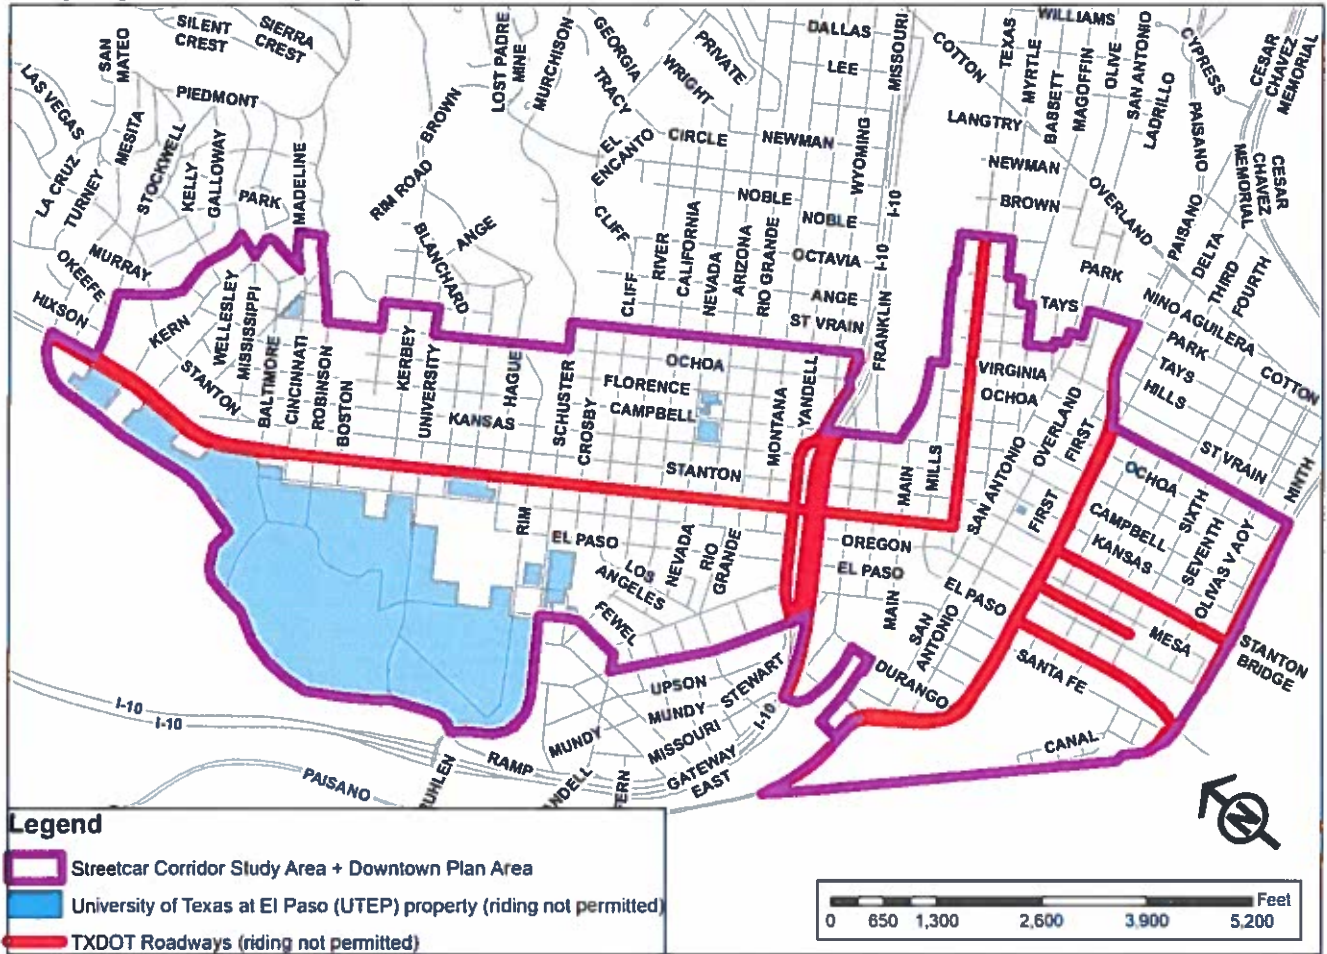 SILENT
CREST
SIERRA
CREST
SAN
MATEO
LAS VEGAS
PIEDMONT
MESITA
STOCKWELL
KELLY
GALLOWAY
LA CRUZ
TURNEY
PARK
MADELINE
OKEEFE
MURRAY
HIXSON
KERN
WELLESLEY
MISSISSIPPI
STANTON
BALTIMORE
CINCINNATI
ROBINSON
BOSTON
BROWN
RIM ROAD
BLANCHARD
ANGE
LOST PADRE
MINE
MURCHISON
GEORGIA
TRACY
PRIVATE
WRIGHT
EL
ENCANTO
CIRCLE
NEWMAN
CLIFF
CLIFF
RIVER
CALIFORNIA
NEVADA
ARIZONA
RIO GRANDE
NOBLE
NOBLE
OCTAVIA
ANGE
ST VRAIN
DALLAS
LEE
MISSOURI
WYOMING
I-10
I-10
FRANKLIN
COTTON
TEXAS
WILLIAMS
MYRTLE
BASSETT
MAGOFFIN
OLIVE
SAN ANTONIO
LADRILLO
CYPRESS
CESAR
CHAVEZ
MEMORIAL
LANGTRY
NEWMAN
BROWN
OVERLAND
PAISANO
PAISANO
MEMORIAL
CHAVEZ
CESAR
DELTA
THIRD
FOURTH
PARK
TAYS
NINO AGUILERA
PARK
TAYS
HILLS
COTTON
ST VRAIN
NINTH
KERBEY
UNIVERSITY
HAGUE
KANSAS
SCHUSTER
CROSBY
OCHOA
FLORENCE
CAMPBELL
STANTON
MONTANA
YANDELL
MAIN
MILLS
VIRGINIA
OCHOA
SAN ANTONIO
OVERLAND
FIRST
FIRST
OCHOA
CAMPBELL
KANSAS
SIXTH
SEVENTH
OLIVAS V AOY
MESA
STANTON
BRIDGE
RIM
EL PASO
LOS
ANGELES
NEVADA
RIO
GRANDE
FEWEL
OREGON
EL PASO
MAIN
EL PASO
SAN
ANTONIO
DURANGO
SANTA FE
CANAL
UPSON
STEWART
MUNDY
MUNDY
MISSOURI
I-10
GATEWAY
EAST
I-10
I-10
PAISANO
RAMP
N
Legend
Streetcar Corridor Study Area + Downtown Plan Area
University of Texas at El Paso (UTEP) property (riding not permitted)
TXDOT Roadways (riding not permitted)
Feet
0 650 1,300 2,600 3,900 5,200